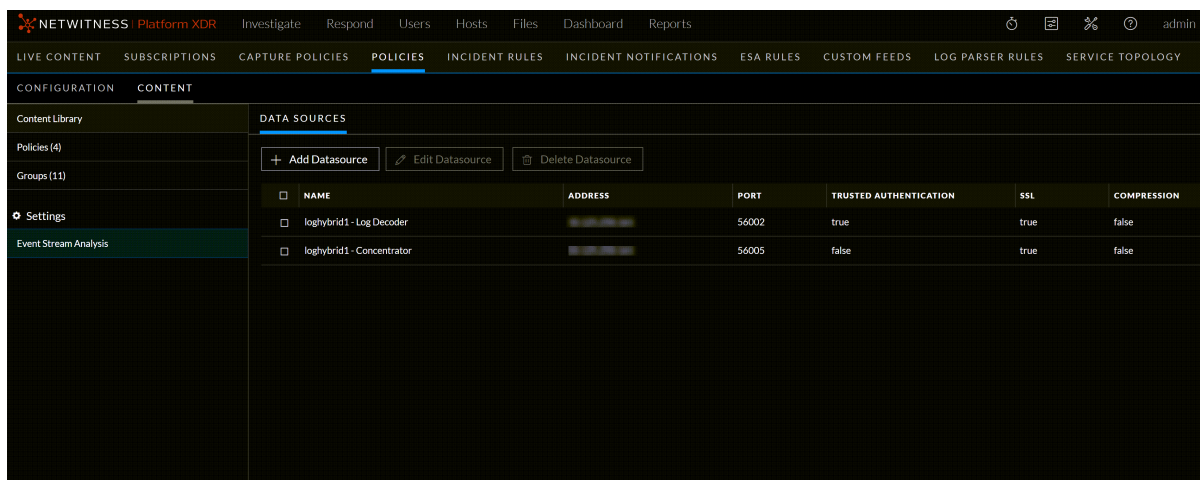 NETWITNESS Platform XDR Investigate Respond Users Hosts Files Dashboard Reports admin
LIVE CONTENT SUBSCRIPTIONS CAPTURE POLICIES POLICIES INCIDENT RULES INCIDENT NOTIFICATIONS ESA RULES CUSTOM FEEDS LOG PARSER RULES SERVICE TOPOLOGY
CONFIGURATION CONTENT
Content Library
Policies (4)
Groups (11)
Settings
Event Stream Analysis
DATA SOURCES
+ Add Datasource Edit Datasource Delete Datasource
NAME ADDRESS PORT TRUSTED AUTHENTICATION SSL COMPRESSION
loghybrid1 - Log Decoder 56002 true true false
loghybrid1 - Concentrator 56005 false true false